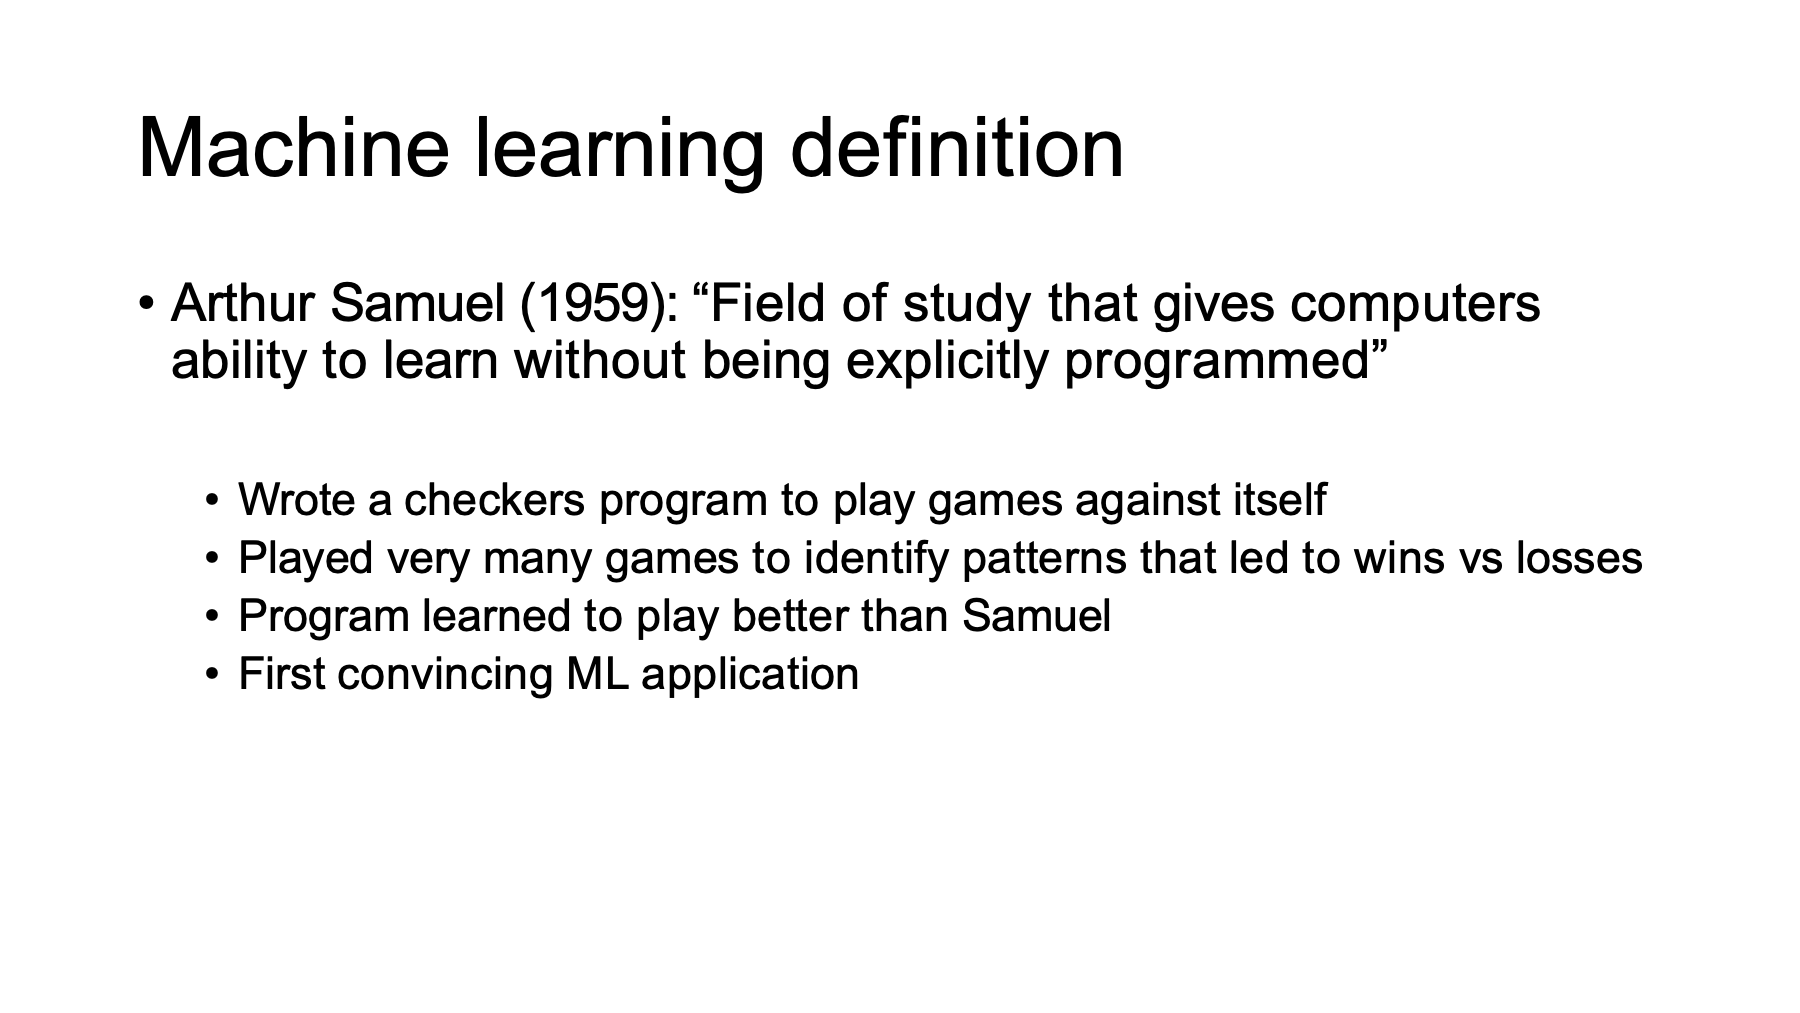 Machine learning definition
• Arthur Samuel (1959): “Field of study that gives computers
ability to learn without being explicitly programmed”
• Wrote a checkers program to play games against itself
• Played very many games to identify patterns that led to wins vs losses
• Program learned to play better than Samuel
• First convincing ML application